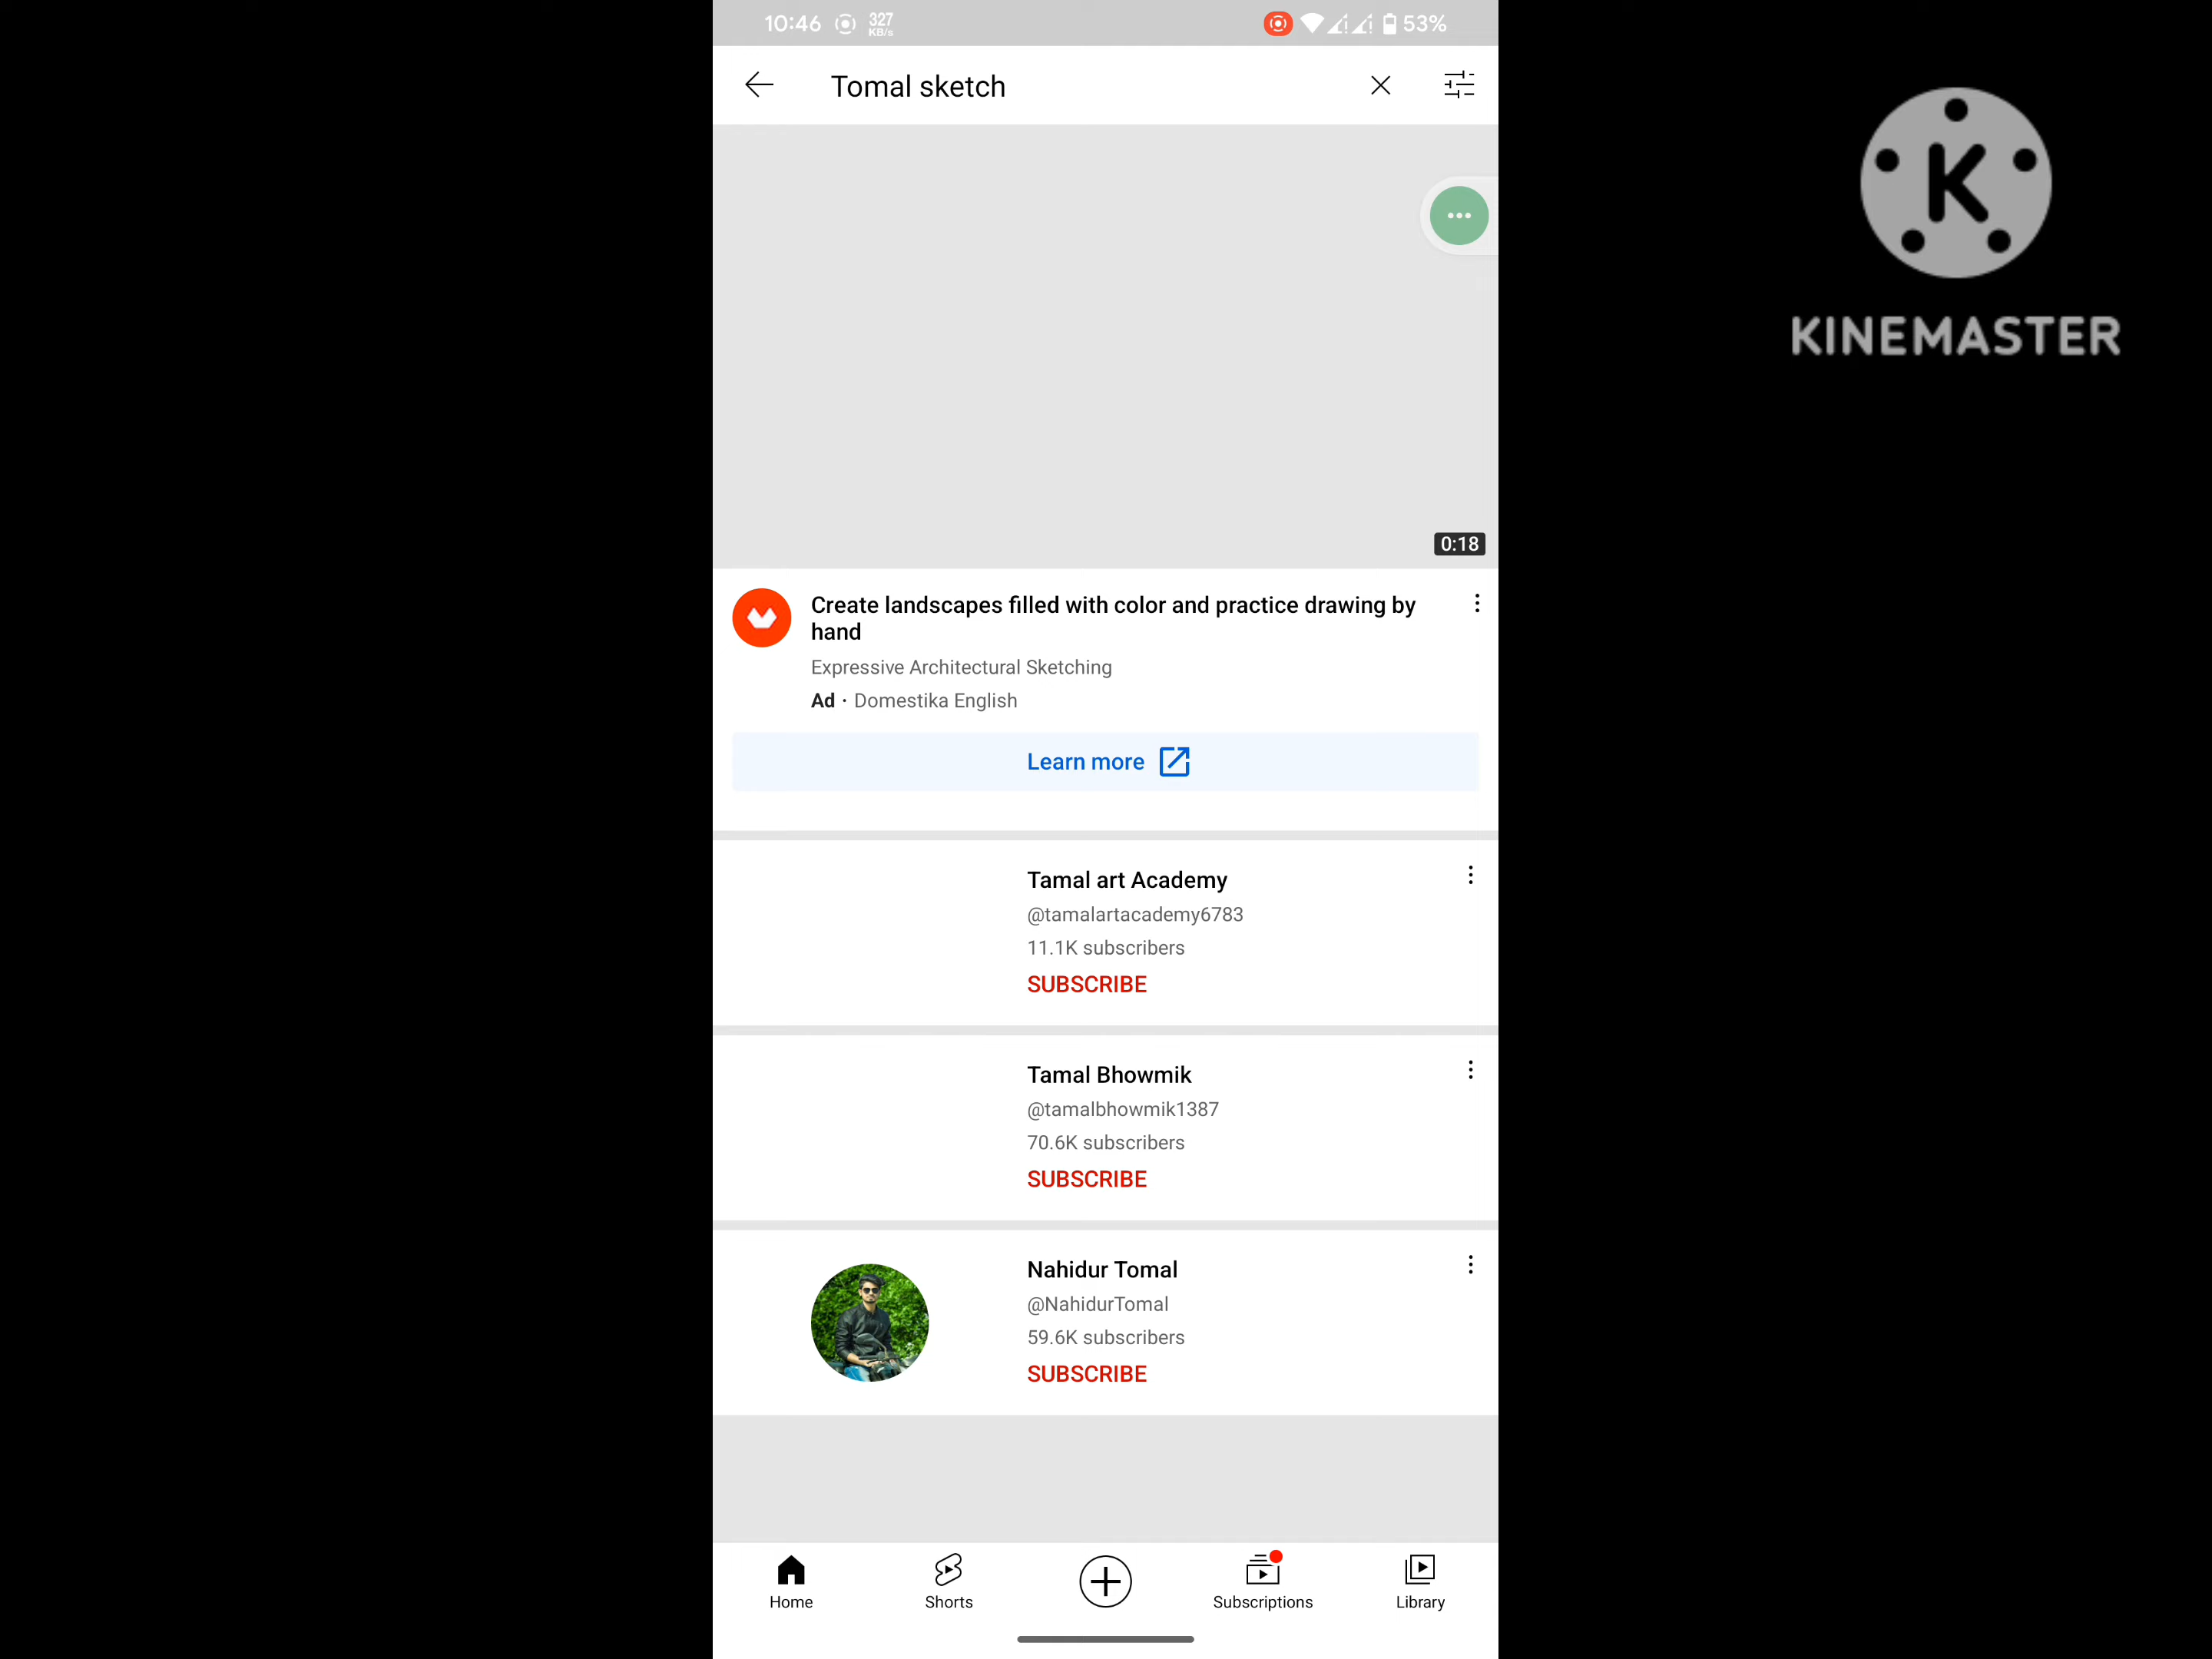 10:46
327
KB/s
53%
Tomal sketch
K
KINEMASTER
0:18
Create landscapes filled with color and practice drawing by
hand
Expressive Architectural Sketching
Ad · Domestika English
Learn more
Tamal art Academy
@tamalartacademy6783
11.1K subscribers
SUBSCRIBE
Tamal Bhowmik
@tamalbhowmik1387
70.6K subscribers
SUBSCRIBE
Nahidur Tomal
@NahidurTomal
59.6K subscribers
SUBSCRIBE
Home
Shorts
Subscriptions
Library